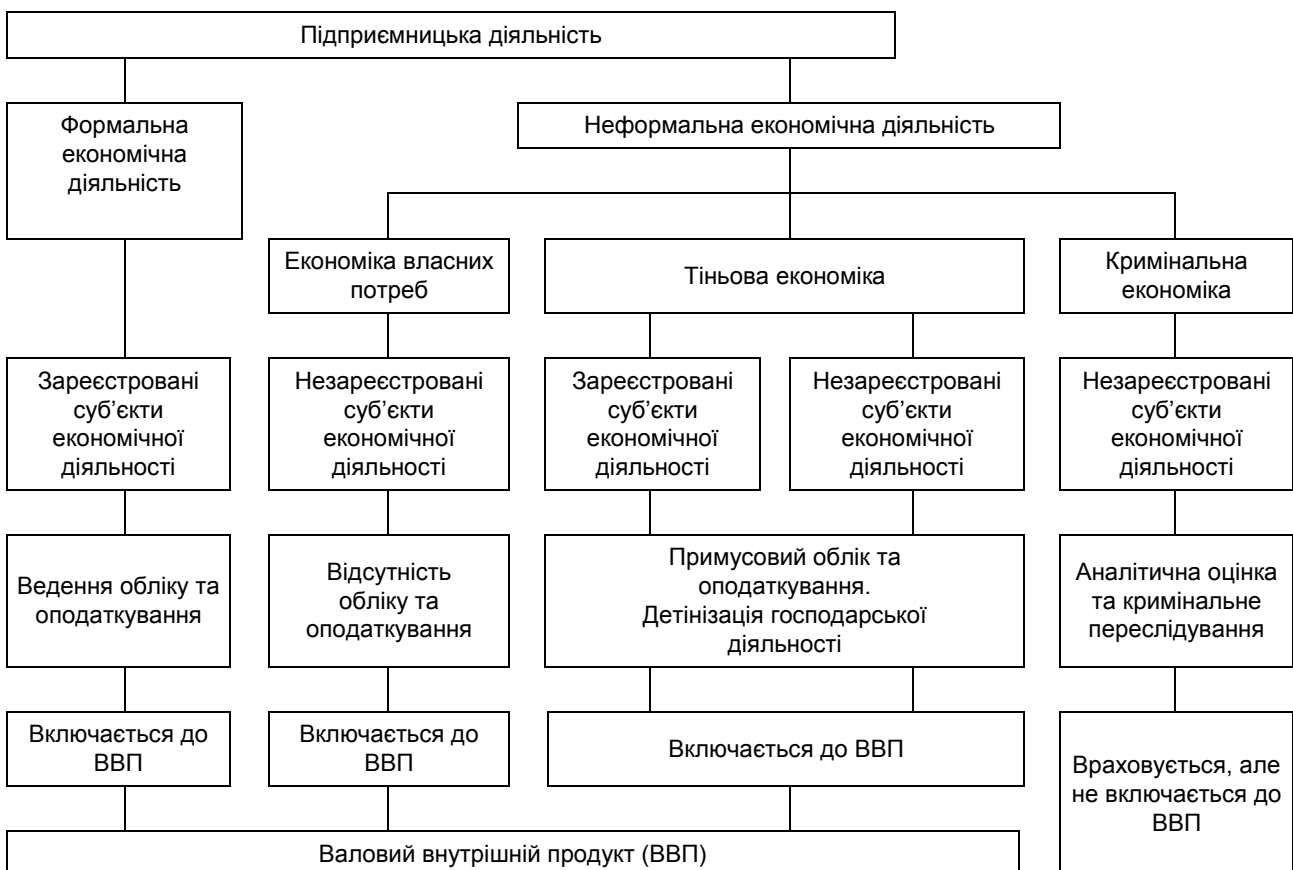 Підприємницька діяльність
Формальна
економічна
діяльність
Неформальна економічна діяльність
Економіка власних
потреб
Тіньова економіка
Кримінальна
економіка
Зареєстровані
суб’єкти
економічної
діяльності
Незареєстровані
суб’єкти
економічної
діяльності
Зареєстровані
суб’єкти
економічної
діяльності
Незареєстровані
суб’єкти
економічної
діяльності
Незареєстровані
суб’єкти
економічної
діяльності
Ведення обліку та
оподаткування
Відсутність
обліку та
оподаткування
Примусовий облік та
оподаткування.
Детінізація господарської
діяльності
Аналітична оцінка
та кримінальне
переслідування
Включається до
ВВП
Включається до
ВВП
Включається до ВВП
Враховується, але
не включається до
ВВП
Валовий внутрішній продукт (ВВП)